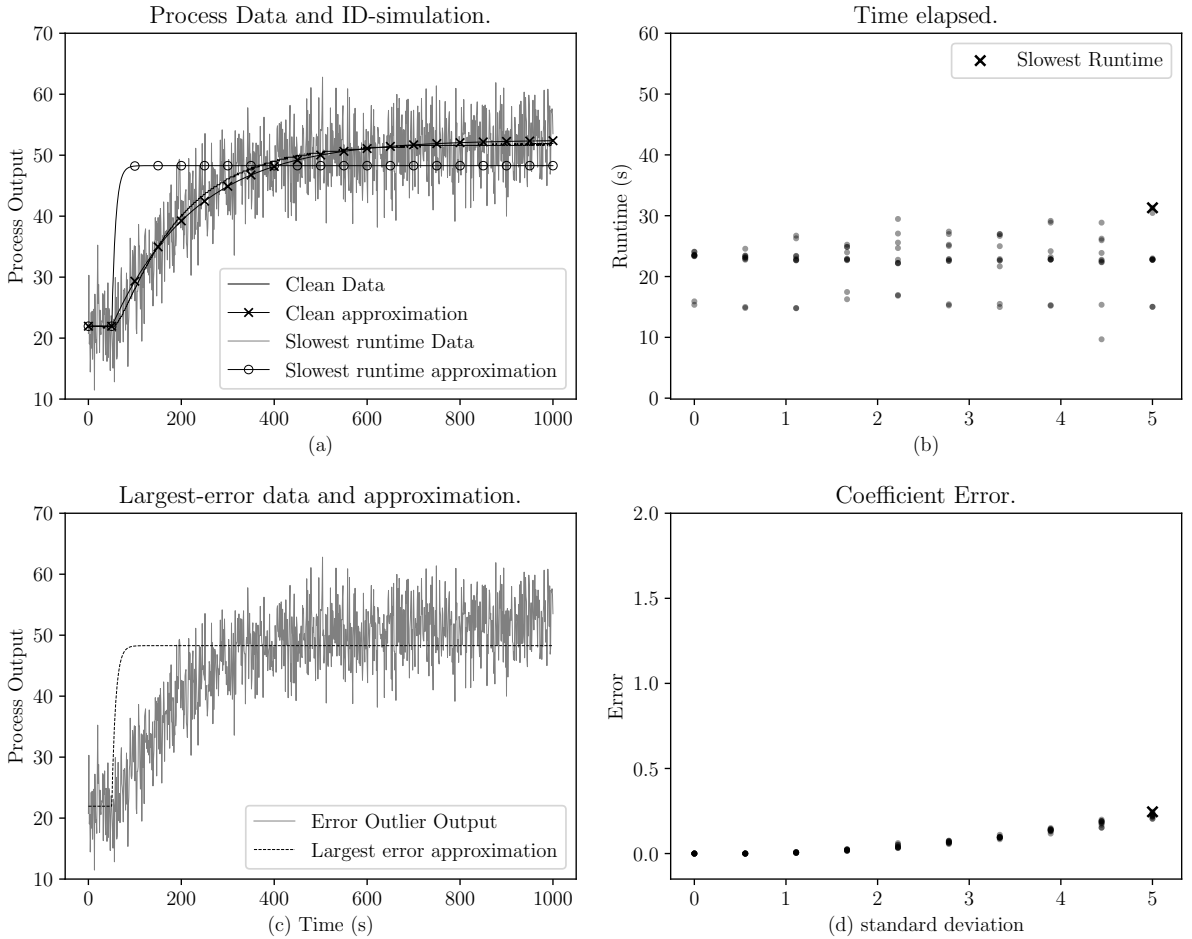 Process Data and ID-simulation.
70
60
50
40
30
20
10
Process Output
Clean Data
Clean approximation
Slowest runtime Data
Slowest runtime approximation
0 200 400 600 800 1000
(a)
Time elapsed.
60
50
40
30
20
10
0
Runtime (s)
Slowest Runtime
0 1 2 3 4 5
(b)
Largest-error data and approximation.
70
60
50
40
30
20
10
Process Output
Error Outlier Output
Largest error approximation
0 200 400 600 800 1000
(c) Time (s)
Coefficient Error.
2.0
1.5
1.0
0.5
0.0
Error
0 1 2 3 4 5
(d) standard deviation